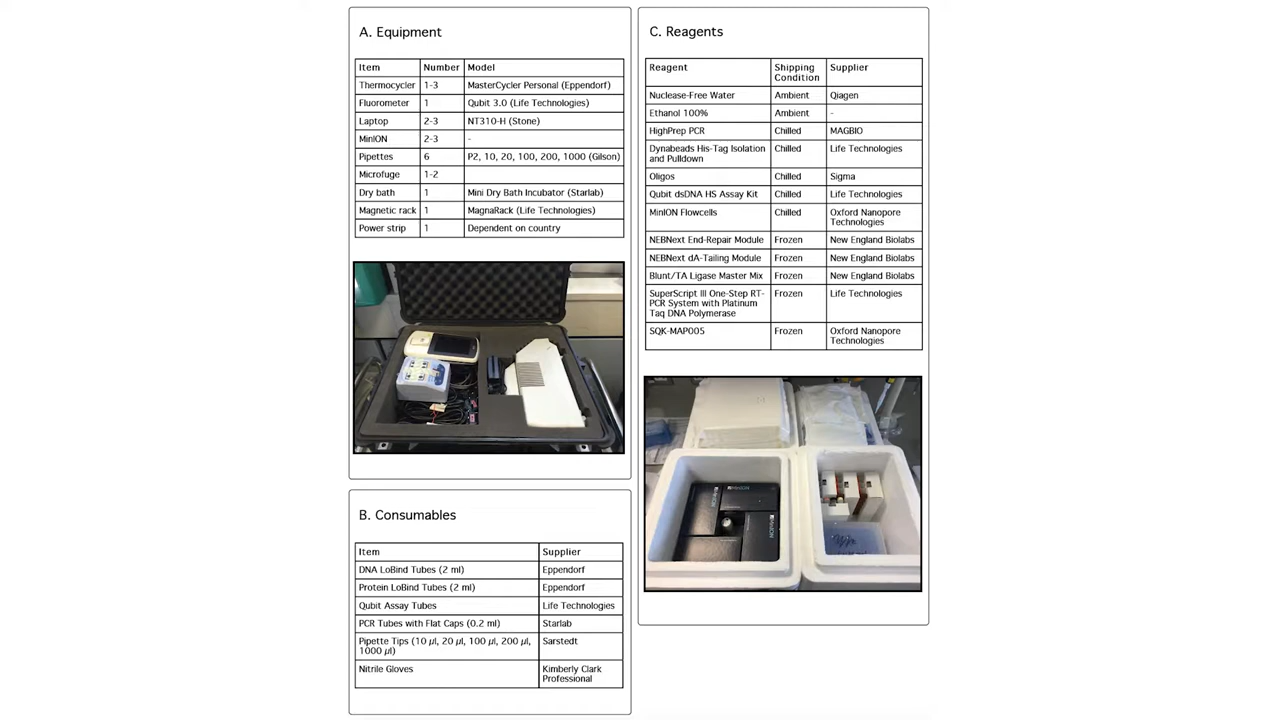 A. Equipment
Item Number Model
Thermocycler 1-3 MasterCycler Personal (Eppendorf)
Fluorometer 1 Qubit 3.0 (Life Technologies)
Laptop 2-3 NT310-H (Stone)
MinION 2-3 -
Pipettes 6 P2, 10, 20, 100, 200, 1000 (Gilson)
Microfuge 1-2
Dry bath 1 Mini Dry Bath Incubator (Starlab)
Magnetic rack 1 MagnaRack (Life Technologies)
Power strip 1 Dependent on country
B. Consumables
Item Supplier
DNA LoBind Tubes (2 ml) Eppendorf
Protein LoBind Tubes (2 ml) Eppendorf
Qubit Assay Tubes Life Technologies
PCR Tubes with Flat Caps (0.2 ml) Starlab
Pipette Tips (10 µl, 20 µl, 100 µl, 200 µl, Sarstedt
1000 µl)
Nitrile Gloves Kimberly Clark
Professional
C. Reagents
Reagent Shipping Supplier
Condition
Nuclease-Free Water Ambient Qiagen
Ethanol 100% Ambient -
HighPrep PCR Chilled MAGBIO
Dynabeads His-Tag Isolation Chilled Life Technologies
and Pulldown
Oligos Chilled Sigma
Qubit dsDNA HS Assay Kit Chilled Life Technologies
MinION Flowcells Chilled Oxford Nanopore
Technologies
NEBNext End-Repair Module Frozen New England Biolabs
NEBNext dA-Tailing Module Frozen New England Biolabs
Blunt/TA Ligase Master Mix Frozen New England Biolabs
SuperScript III One-Step RT- Frozen Life Technologies
PCR System with Platinum
Taq DNA Polymerase
SQK-MAP005 Frozen Oxford Nanopore
Technologies
MinION
MinION
MinION